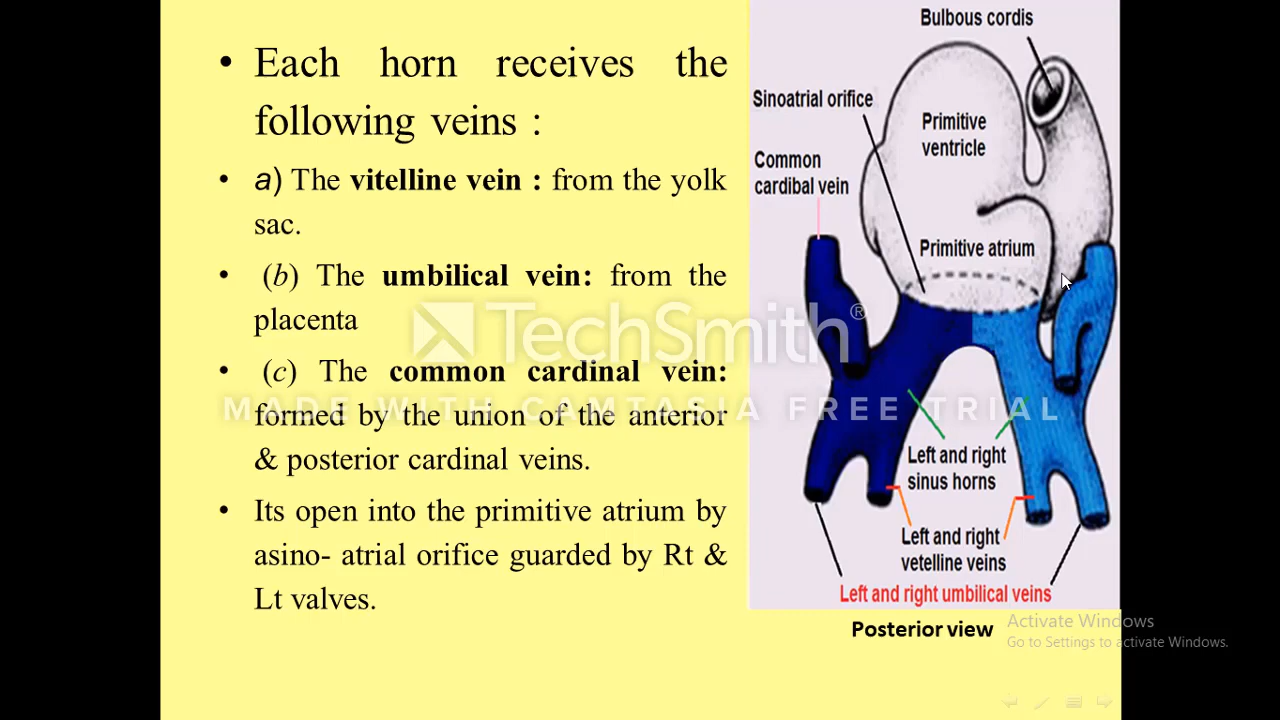 • Each horn receives the
following veins :
• a) The vitelline vein : from the yolk
sac.
• (b) The umbilical vein: from the
placenta
• (c) The common cardinal vein:
formed by the union of the anterior
& posterior cardinal veins.
• Its open into the primitive atrium by
asino- atrial orifice guarded by Rt &
Lt valves.
Bulbous cordis
Sinoatrial orifice
Primitive
ventricle
Common
cardibal vein
Primitive atrium
Left and right
sinus horns
Left and right
vetelline veins
Left and right umbilical veins
Posterior view
TechSmith®
MADE WITH CAMTASIA FREE TRIAL
Activate Windows
Go to Settings to activate Windows.